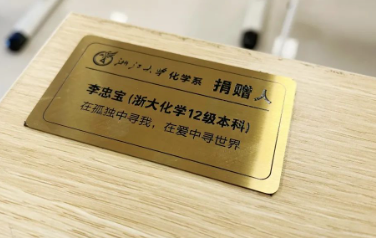 浙江大学 化学系 捐赠人
李忠宝(浙大化学12级本科)
在孤独中寻我，在爱中寻世界